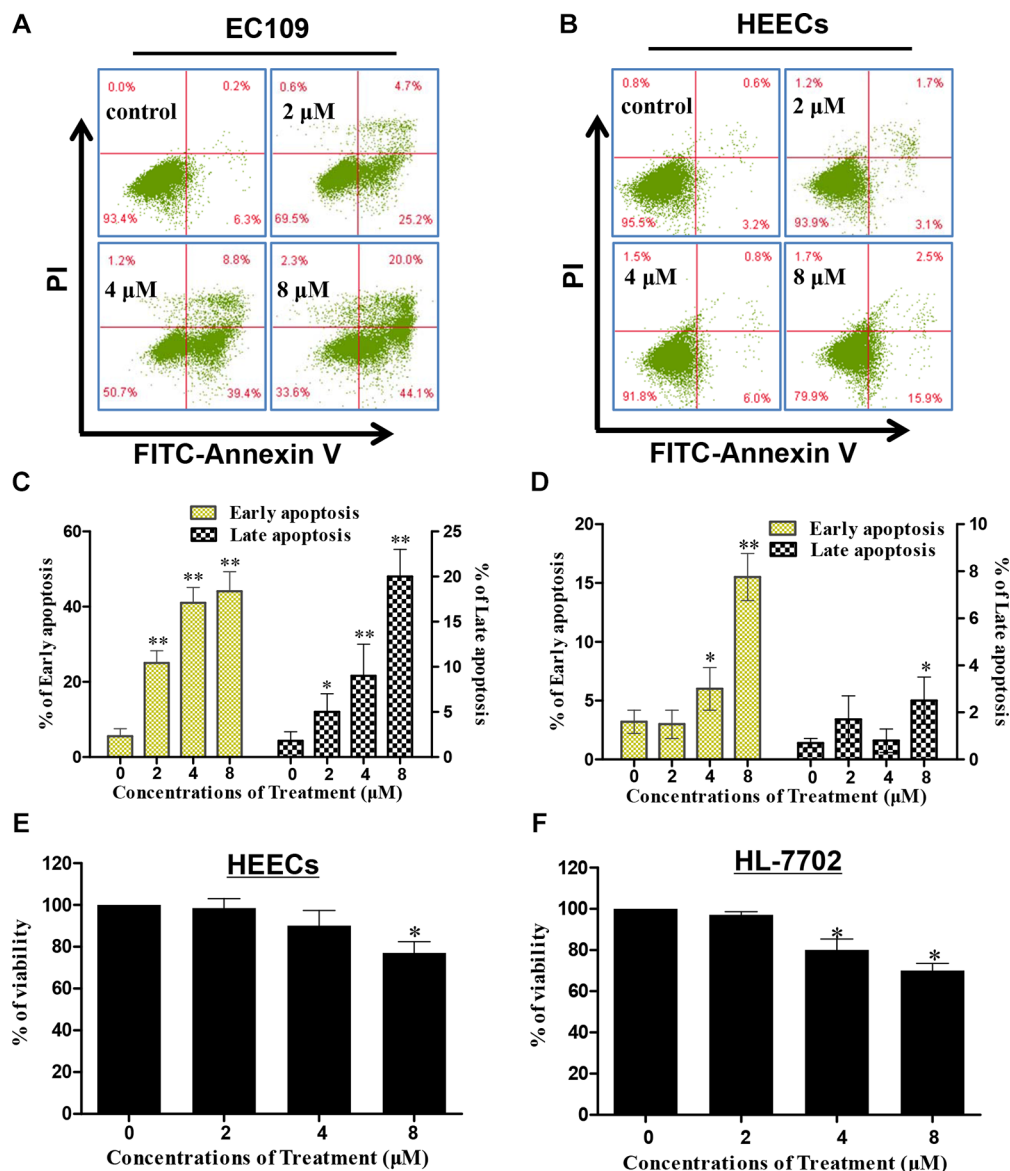 A
EC109
0.0%
0.2%
control
93.4%
6.3%
0.6%
4.7%
2 µM
69.5%
25.2%
1.2%
8.8%
4 µM
50.7%
39.4%
2.3%
20.0%
8 µM
33.6%
44.1%
PI
FITC-Annexin V
B
HEECs
0.8%
0.6%
control
95.5%
3.2%
1.2%
1.7%
2 µM
93.9%
3.1%
1.5%
0.8%
4 µM
91.8%
6.0%
1.7%
2.5%
8 µM
79.9%
15.9%
PI
FITC-Annexin V
C
Early apoptosis
Late apoptosis
% of Early apoptosis
60
40
20
0
25
20
15
10
5
0
% of Late apoptosis
**
**
**
*
**
**
0 2 4 8 0 2 4 8
Concentrations of Treatment (µM)
D
Early apoptosis
Late apoptosis
% of Early apoptosis
20
15
10
5
0
10
8
6
4
2
0
% of Late apoptosis
*
**
*
0 2 4 8 0 2 4 8
Concentrations of Treatment (µM)
E
HEECs
% of viability
120
100
80
60
40
20
0
*
0 2 4 8
Concentrations of Treatment (µM)
F
HL-7702
% of viability
120
100
80
60
40
20
0
*
*
0 2 4 8
Concentrations of Treatment (µM)